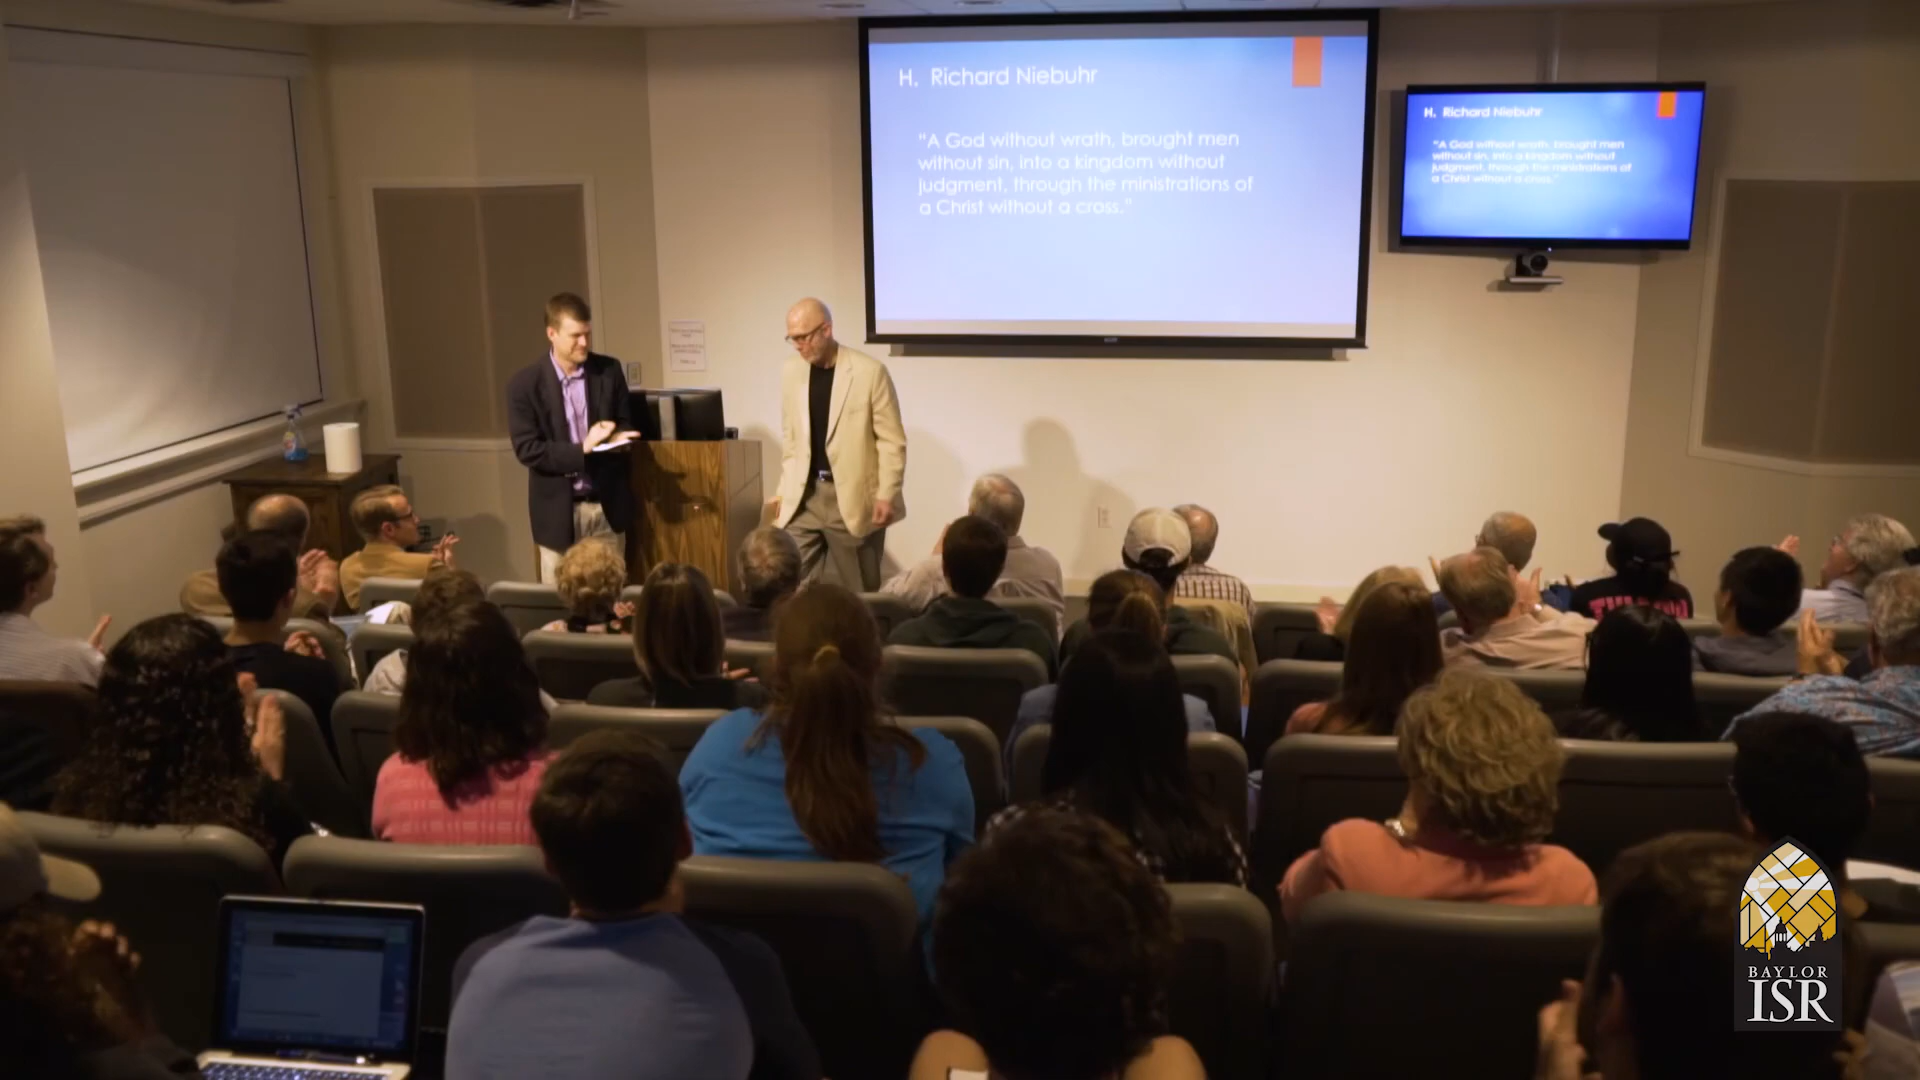 H. Richard Niebuhr
“A God without wrath, brought men
without sin, into a kingdom without
judgment, through the ministrations of
a Christ without a cross.”
H. Richard Niebuhr
“A God without wrath, brought men
without sin, into a kingdom without
judgment, through the ministrations of
a Christ without a cross.”
BAYLOR
ISR